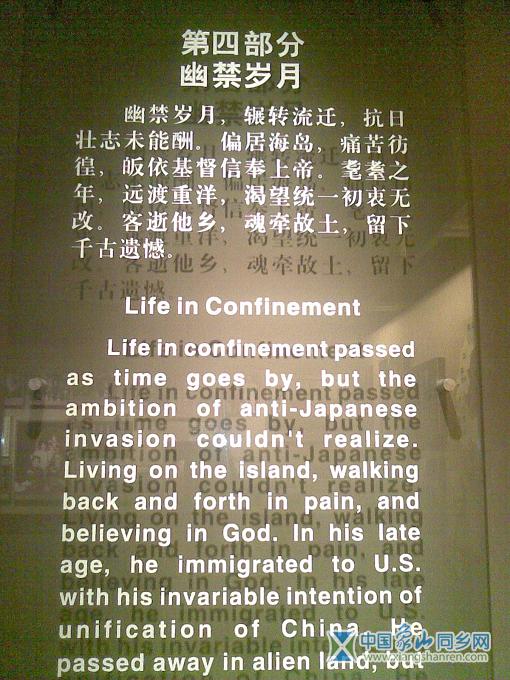 第四部分
幽禁岁月
幽禁岁月，辗转流迁，抗日
壮志未能酬。偏居海岛，痛苦彷
徨，皈依基督信奉上帝。耄耋之
年，远渡重洋，渴望统一初衷无
改。客逝他乡，魂牵故土，留下
千古遗憾。
Life in Confinement
Life in confinement passed
as time goes by, but the
ambition of anti-Japanese
invasion couldn't realize.
Living on the island, walking
back and forth in pain, and
believing in God. In his late
age, he immigrated to U.S.
with his invariable intention of
unification of China. He
passed away in alien land, but
中国象山同乡网
www.xiangshanren.com